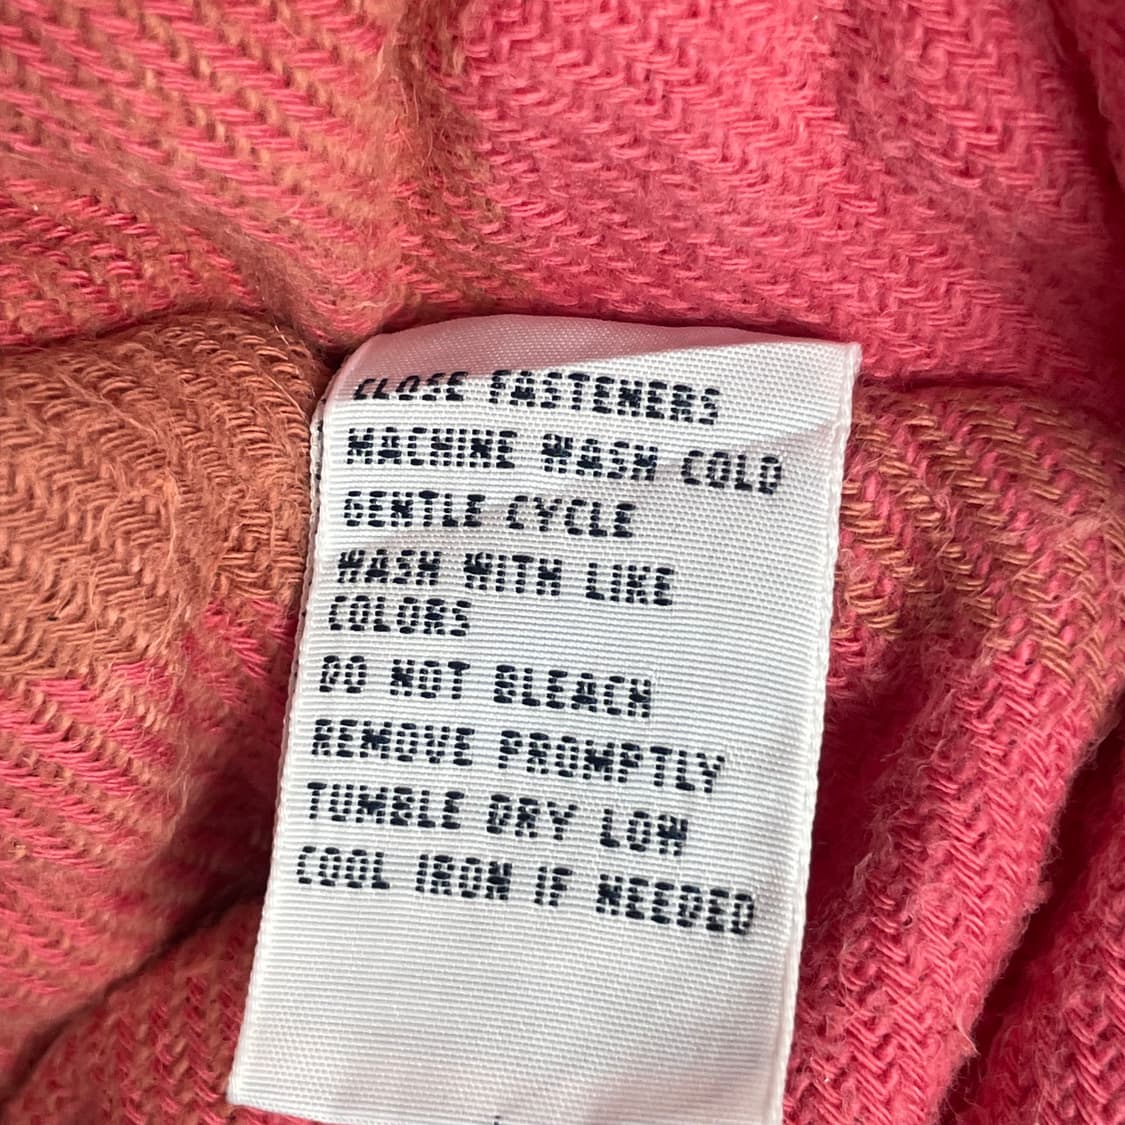 CLOSE FASTENERS
MACHINE WASH COLD
GENTLE CYCLE
WASH WITH LIKE
COLORS
DO NOT BLEACH
REMOVE PROMPTLY
TUMBLE DRY LOW
COOL IRON IF NEEDED